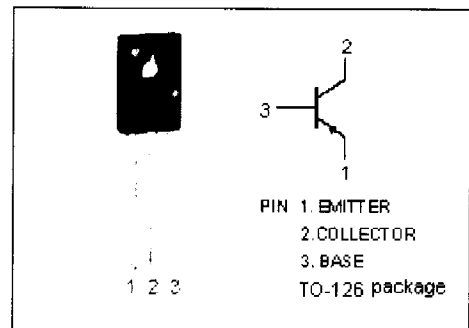 2
3
1
PIN 1. EMITTER
2. COLLECTOR
3. BASE
TO-126 package
1 2 3